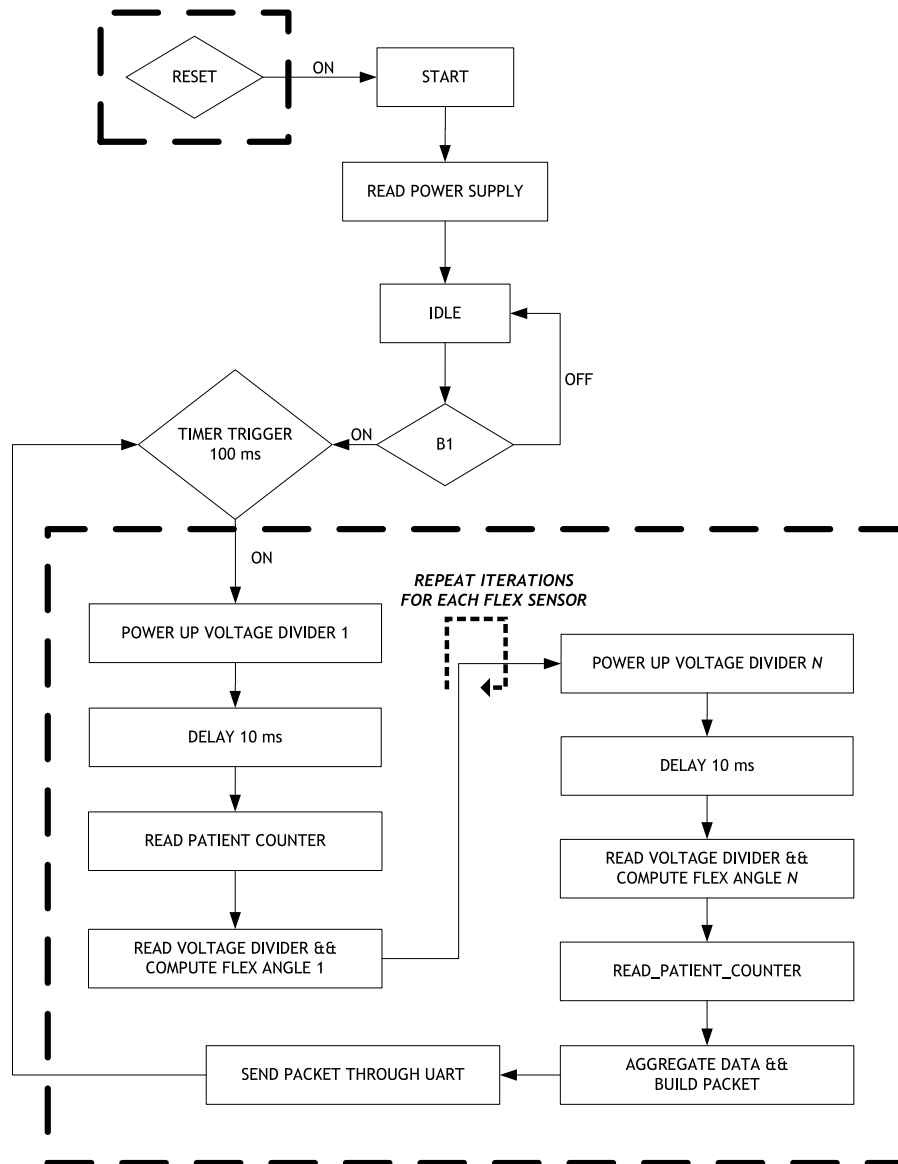 RESET
ON
START
READ POWER SUPPLY
IDLE
OFF
TIMER TRIGGER
100 ms
ON
B1
ON
REPEAT ITERATIONS
FOR EACH FLEX SENSOR
POWER UP VOLTAGE DIVIDER 1
DELAY 10 ms
READ PATIENT COUNTER
READ VOLTAGE DIVIDER &&
COMPUTE FLEX ANGLE 1
POWER UP VOLTAGE DIVIDER N
DELAY 10 ms
READ VOLTAGE DIVIDER &&
COMPUTE FLEX ANGLE N
READ_PATIENT_COUNTER
AGGREGATE DATA &&
BUILD PACKET
SEND PACKET THROUGH UART